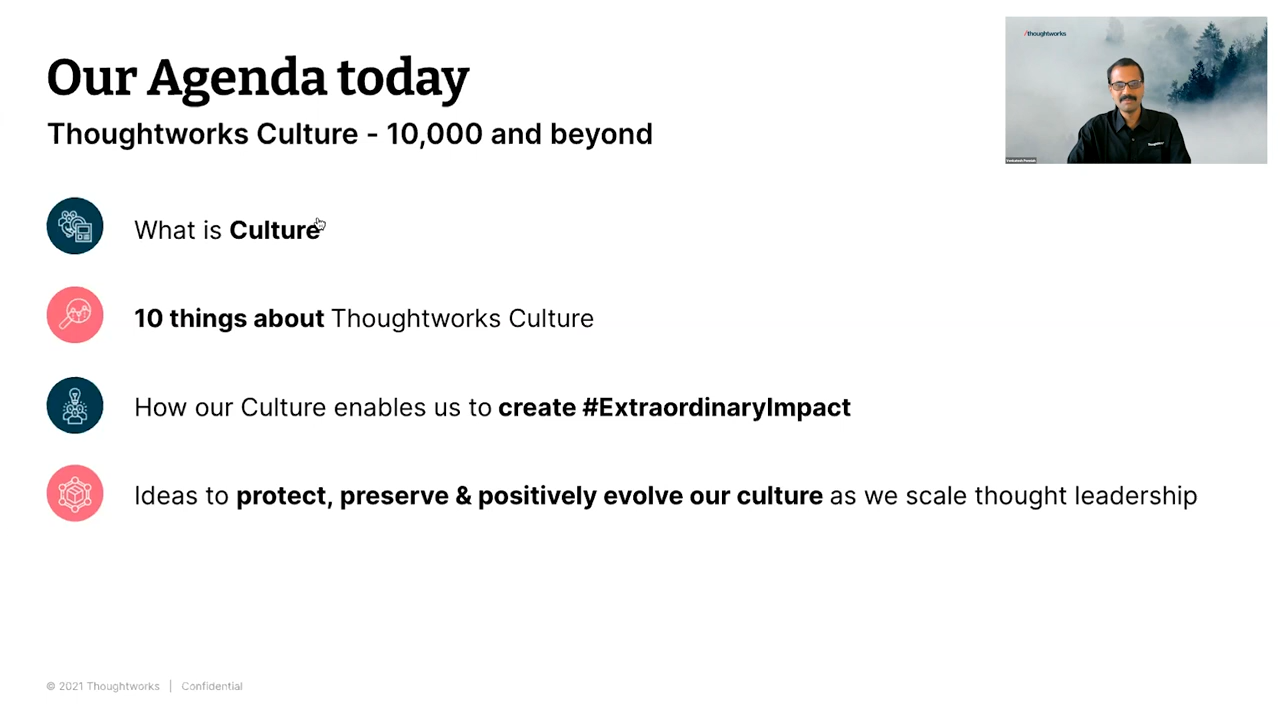 Our Agenda today
Thoughtworks Culture - 10,000 and beyond
/thoughtworks
What is Culture
10 things about Thoughtworks Culture
How our Culture enables us to create #ExtraordinaryImpact
Ideas to protect, preserve & positively evolve our culture as we scale thought leadership
© 2021 Thoughtworks | Confidential